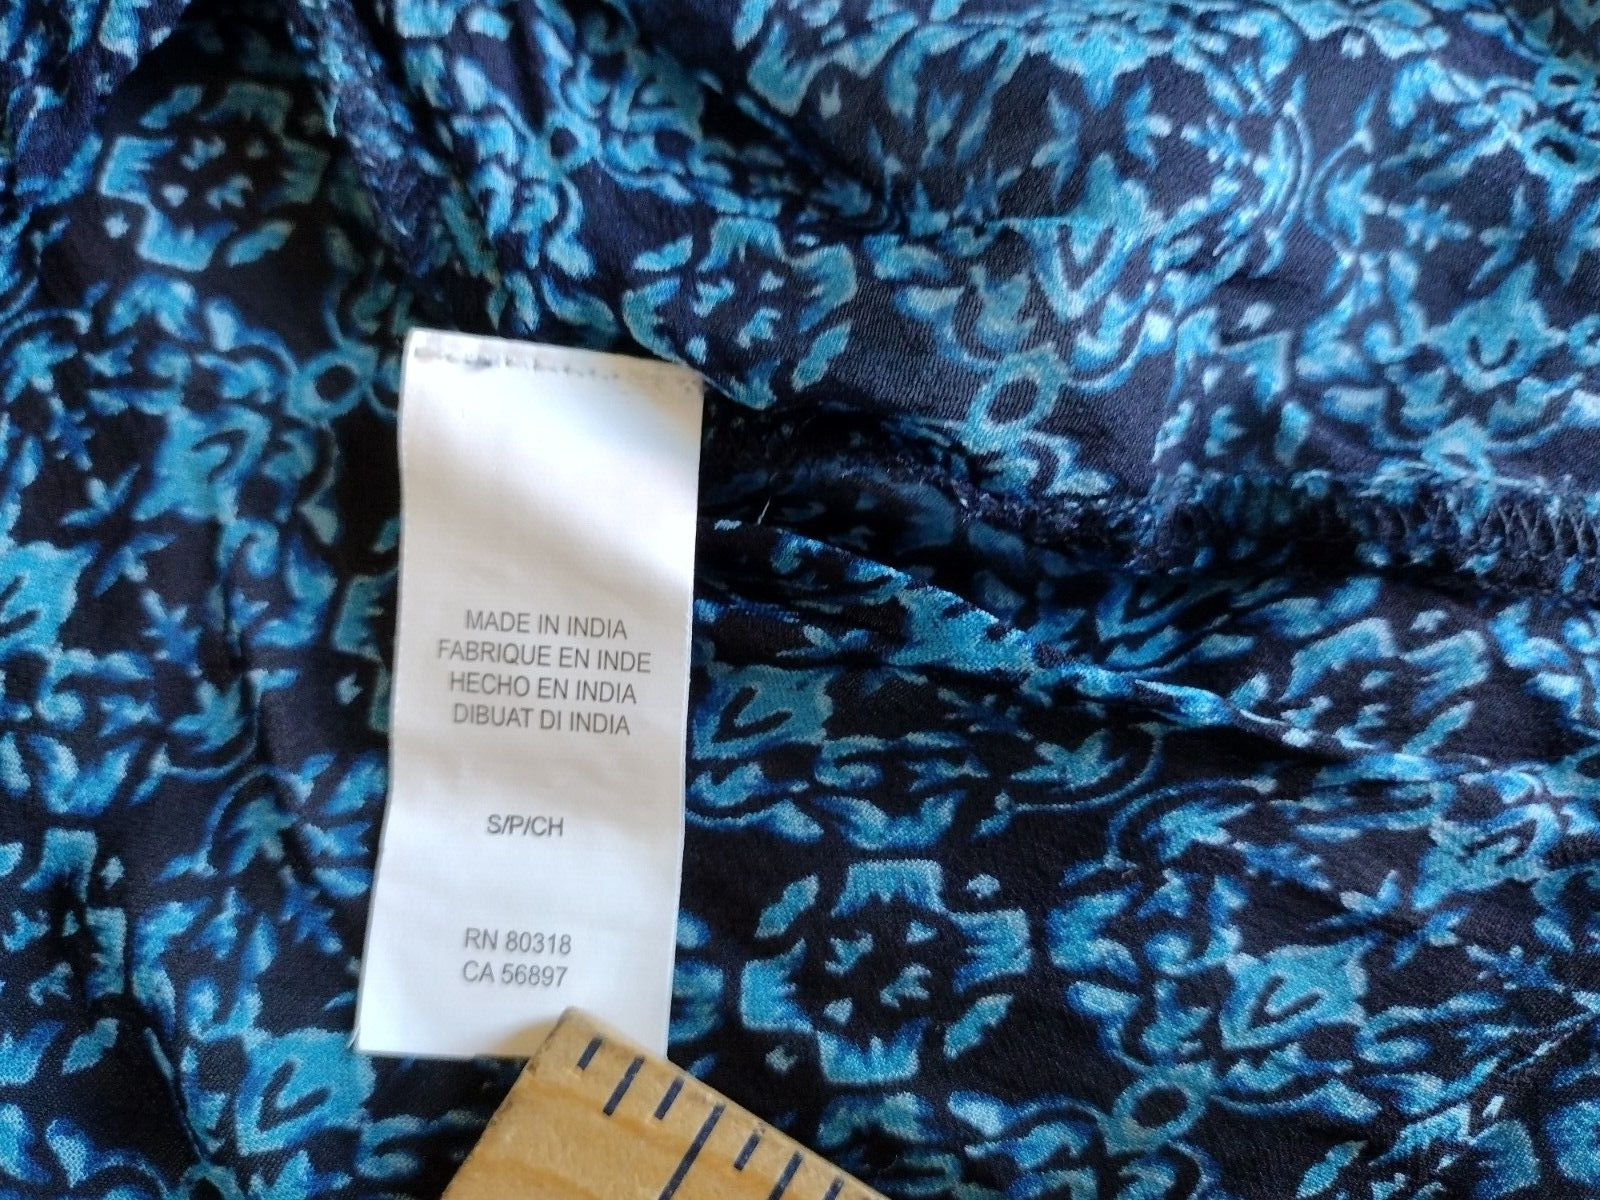 MADE IN INDIA
FABRIQUE EN INDE
HECHO EN INDIA
DIBUAT DI INDIA
S/P/CH
RN 80318
CA 56897